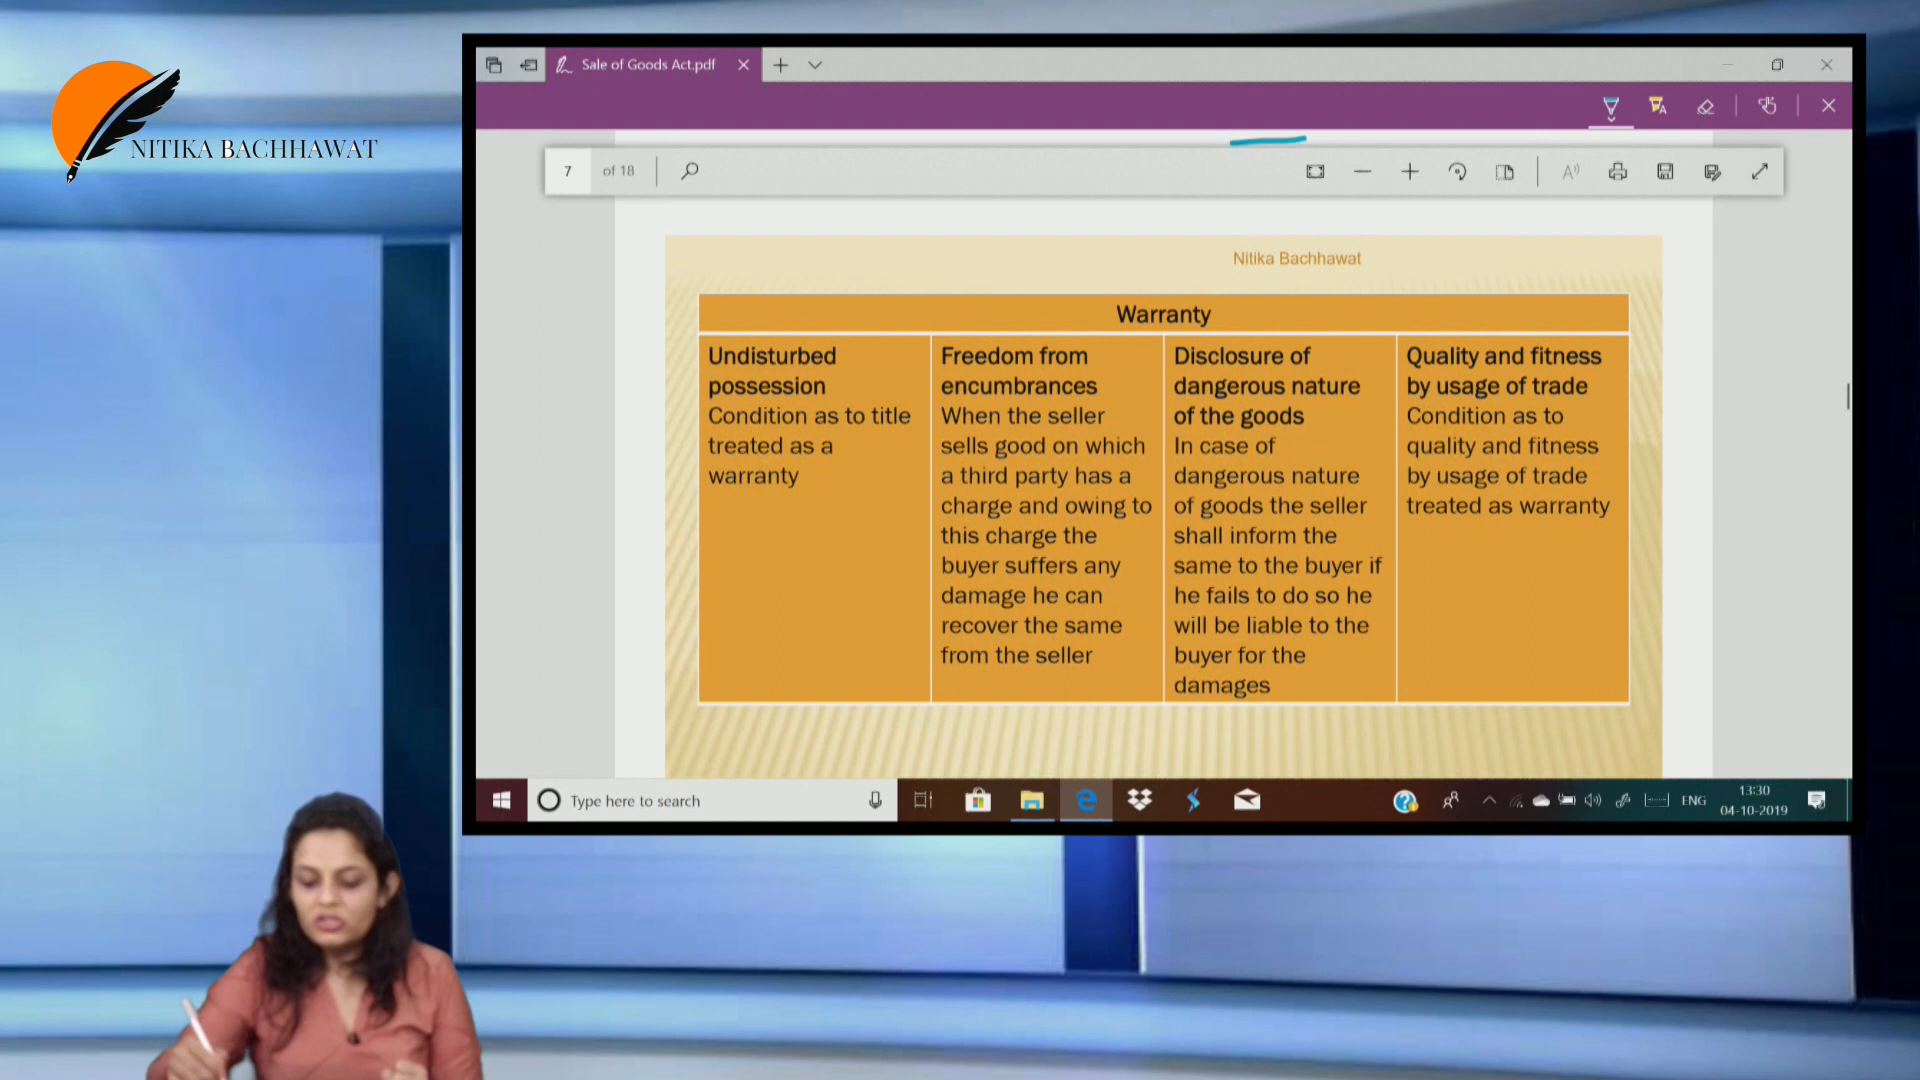 NITIKA BACHHAWAT
Sale of Goods Act.pdf
7 of 18
Nitika Bachhawat
Warranty
Undisturbed
possession
Condition as to title
treated as a
warranty
Freedom from
encumbrances
When the seller
sells good on which
a third party has a
charge and owing to
this charge the
buyer suffers any
damage he can
recover the same
from the seller
Disclosure of
dangerous nature
of the goods
In case of
dangerous nature
of goods the seller
shall inform the
same to the buyer if
he fails to do so he
will be liable to the
buyer for the
damages
Quality and fitness
by usage of trade
Condition as to
quality and fitness
by usage of trade
treated as warranty
Type here to search
ENG
13:30
04-10-2019